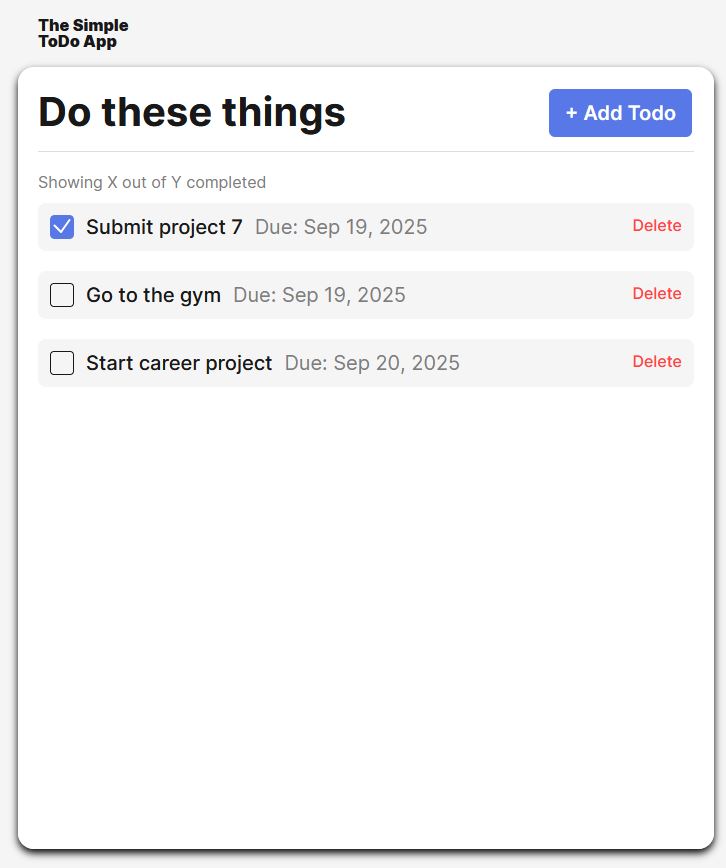 The Simple
ToDo App
Do these things
+ Add Todo
Showing X out of Y completed
Submit project 7 Due: Sep 19, 2025 Delete
Go to the gym Due: Sep 19, 2025 Delete
Start career project Due: Sep 20, 2025 Delete